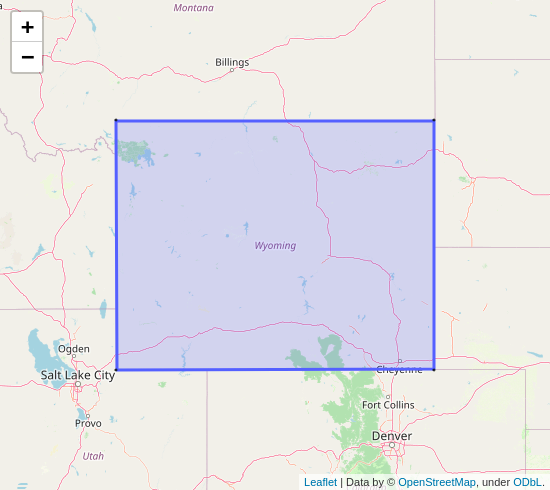 Montana
+
−
Billings
Wyoming
Ogden
Salt Lake City
Cheyenne
Fort Collins
Provo
Denver
Utah
Leaflet | Data by © OpenStreetMap, under ODbL.